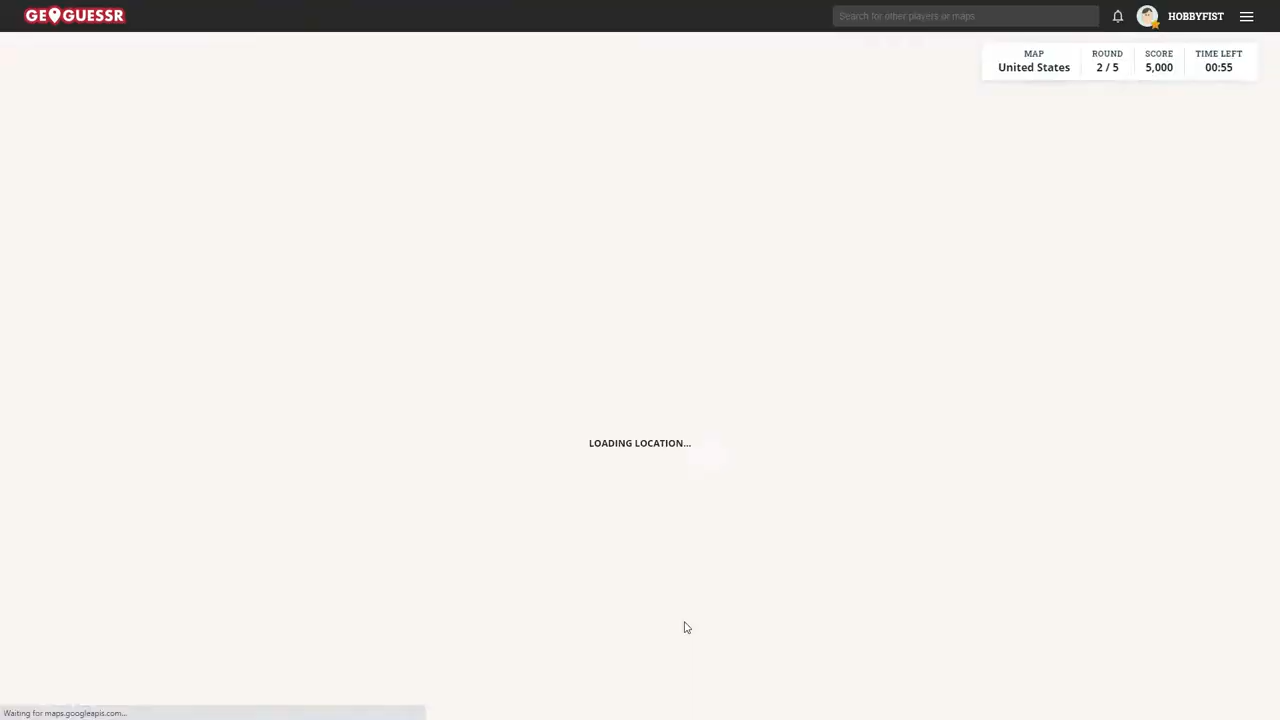 GEOGUESSR
Search for other players or maps
HOBBYFIST
MAP ROUND SCORE TIME LEFT
United States 2 / 5 5,000 00:55
LOADING LOCATION...
Waiting for maps.googleapis.com...